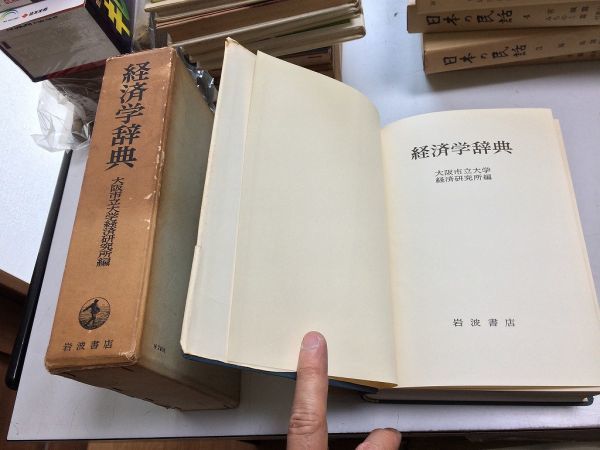 経済学辞典
大阪市立大学経済研究所編
岩波書店
経済学辞典
大阪市立大学
経済研究所編
岩波書店
日本の民話
4
日本の民話